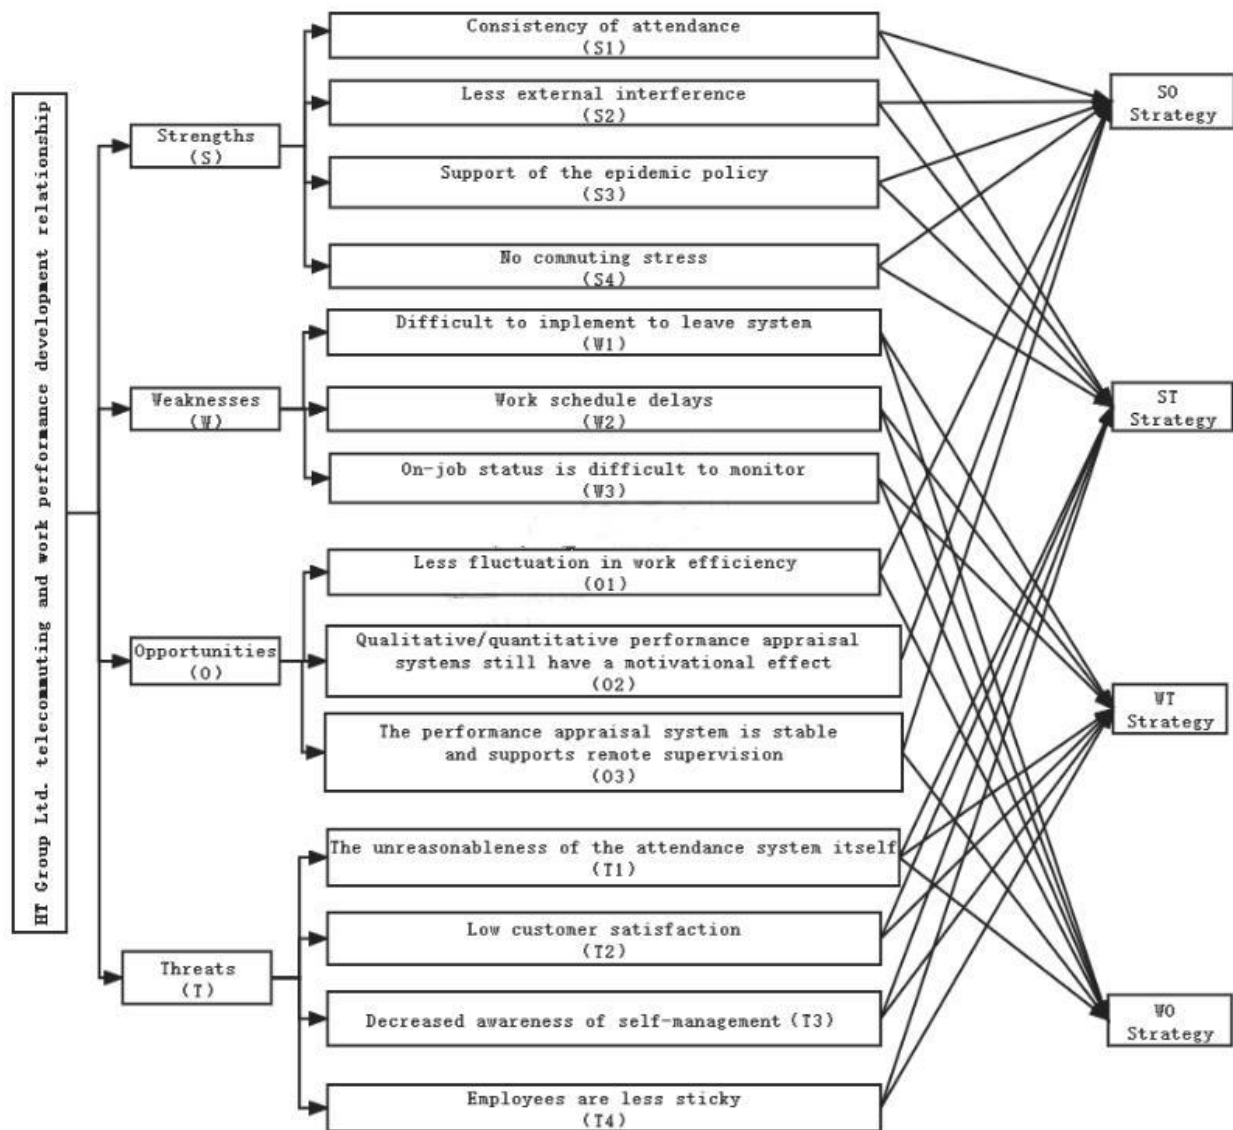 HT Group Ltd. telecommuting and work performance development relationship
Strengths
(S)
Weaknesses
(W)
Opportunities
(O)
Threats
(T)
Consistency of attendance
(S1)
Less external interference
(S2)
Support of the epidemic policy
(S3)
No commuting stress
(S4)
Difficult to implement to leave system
(W1)
Work schedule delays
(W2)
On-job status is difficult to monitor
(W3)
Less fluctuation in work efficiency
(O1)
Qualitative/quantitative performance appraisal
systems still have a motivational effect
(O2)
The performance appraisal system is stable
and supports remote supervision
(O3)
The unreasonableness of the attendance system itself
(T1)
Low customer satisfaction
(T2)
Decreased awareness of self-management (T3)
Employees are less sticky
(T4)
SO
Strategy
ST
Strategy
WT
Strategy
WO
Strategy